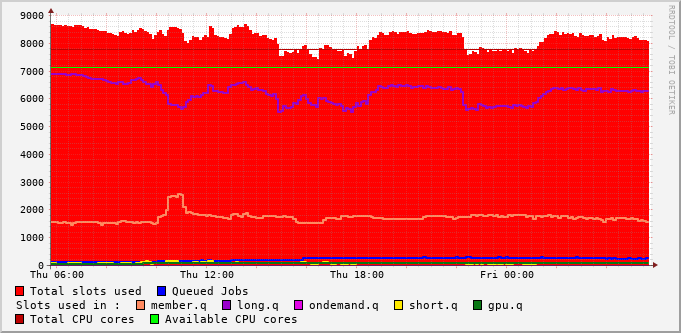 RRDTOOL / TOBI OETIKER
9000
8000
7000
6000
5000
4000
3000
2000
1000
0
Thu 06:00 Thu 12:00 Thu 18:00 Fri 00:00
Total slots used Queued Jobs
Slots used in : member.q long.q ondemand.q short.q gpu.q
Total CPU cores Available CPU cores